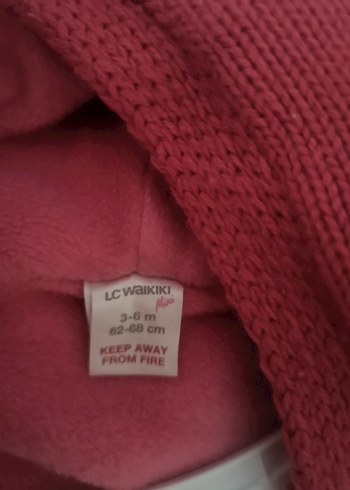 LC WAIKIKI
Mini
3-6 m
62-68 cm
KEEP AWAY
FROM FIRE